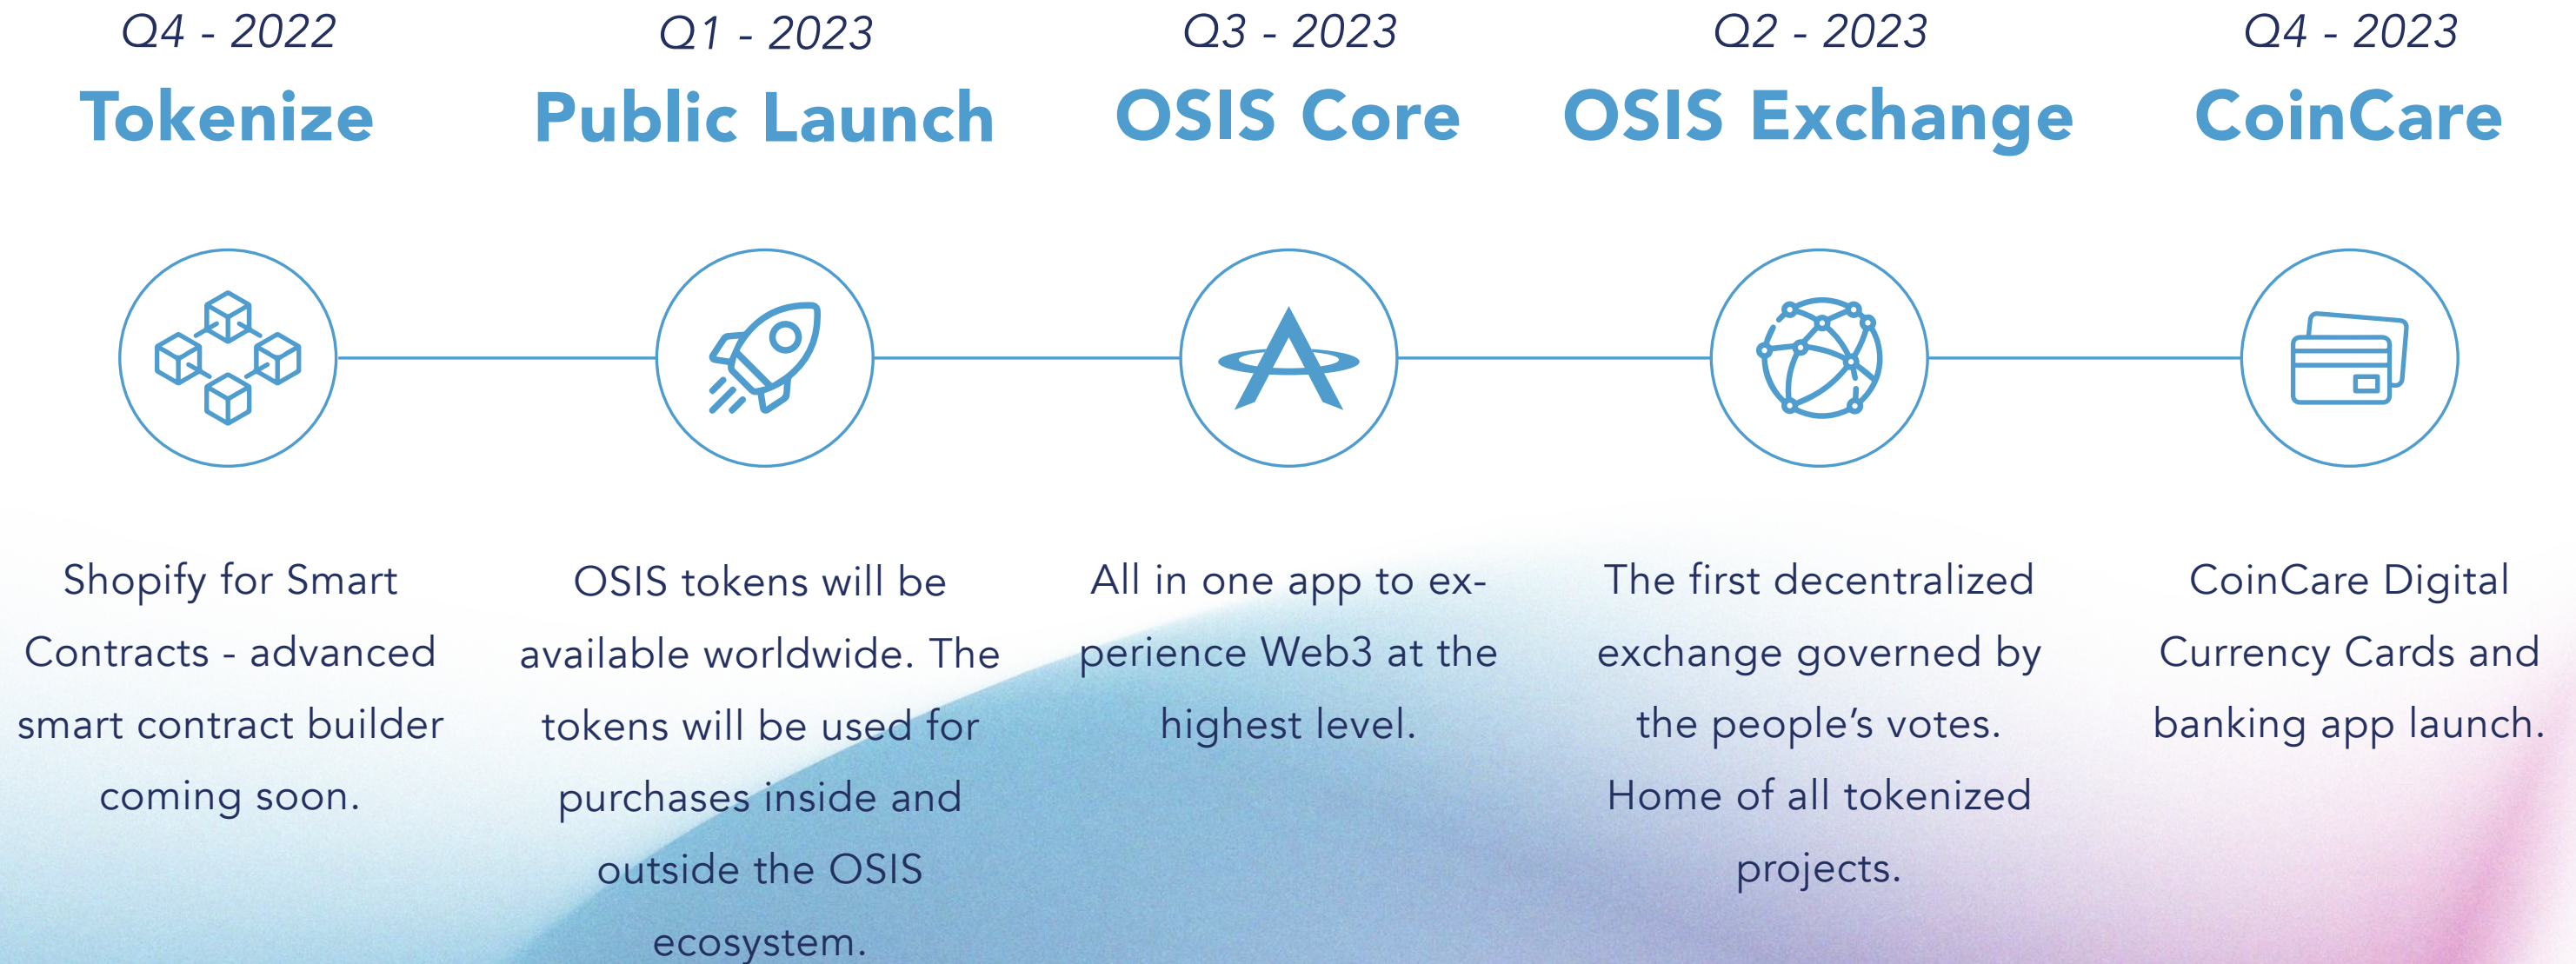 Q4 - 2022
Tokenize
Shopify for Smart
Contracts - advanced
smart contract builder
coming soon.
Q1 - 2023
Public Launch
OSIS tokens will be
available worldwide. The
tokens will be used for
purchases inside and
outside the OSIS
ecosystem.
Q3 - 2023
OSIS Core
All in one app to ex-
perience Web3 at the
highest level.
Q2 - 2023
OSIS Exchange
The first decentralized
exchange governed by
the people’s votes.
Home of all tokenized
projects.
Q4 - 2023
CoinCare
CoinCare Digital
Currency Cards and
banking app launch.